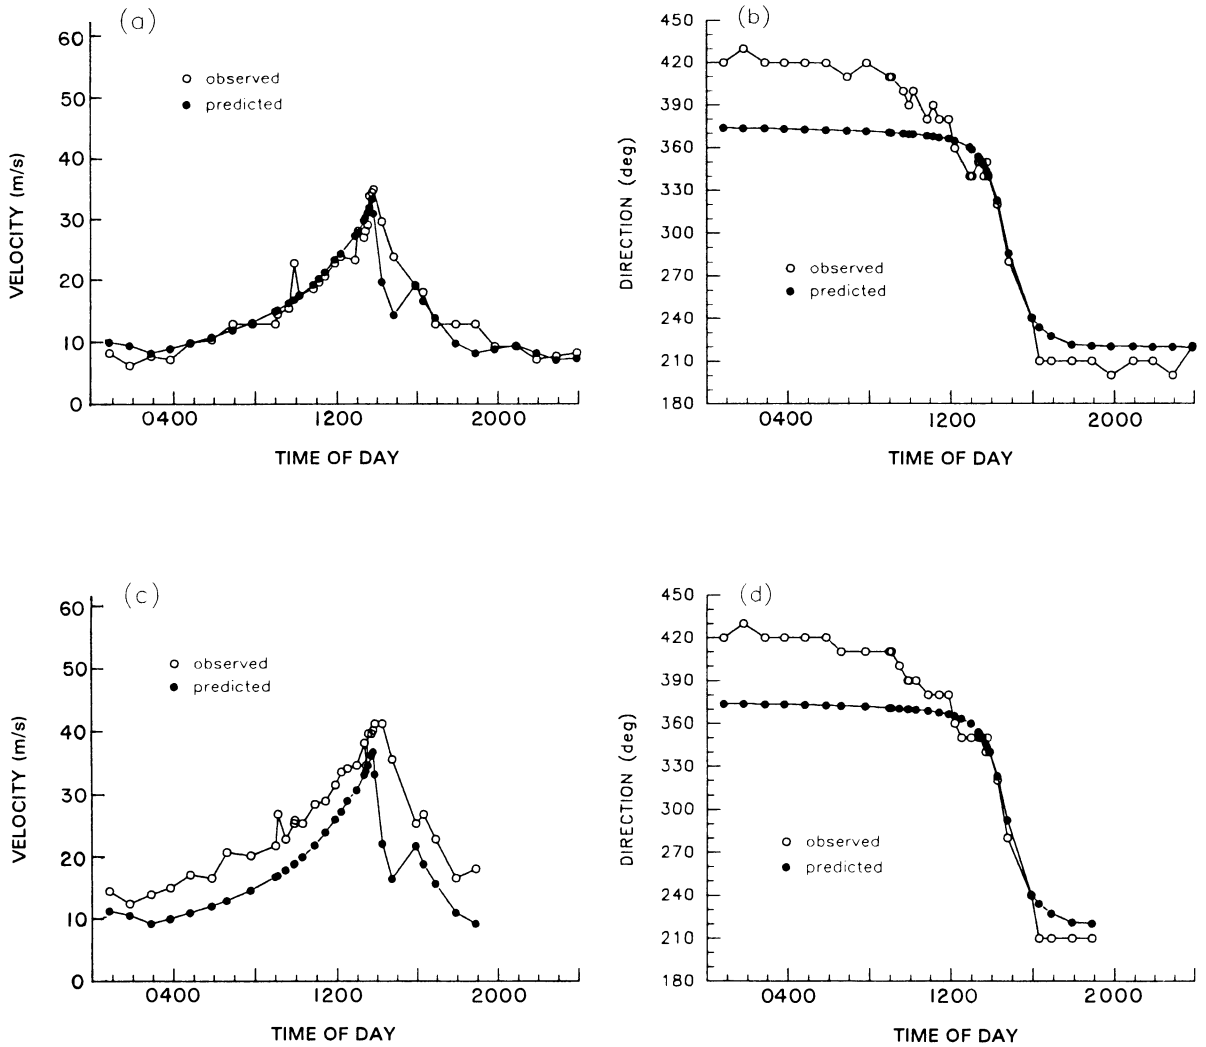 (a)
60
50
40
30
20
10
0
VELOCITY (m/s)
observed
predicted
0400 1200 2000
TIME OF DAY
(b)
450
420
390
360
330
300
270
240
210
180
DIRECTION (deg)
observed
predicted
0400 1200 2000
TIME OF DAY
(c)
60
50
40
30
20
10
0
VELOCITY (m/s)
observed
predicted
0400 1200 2000
TIME OF DAY
(d)
450
420
390
360
330
300
270
240
210
180
DIRECTION (deg)
observed
predicted
0400 1200 2000
TIME OF DAY